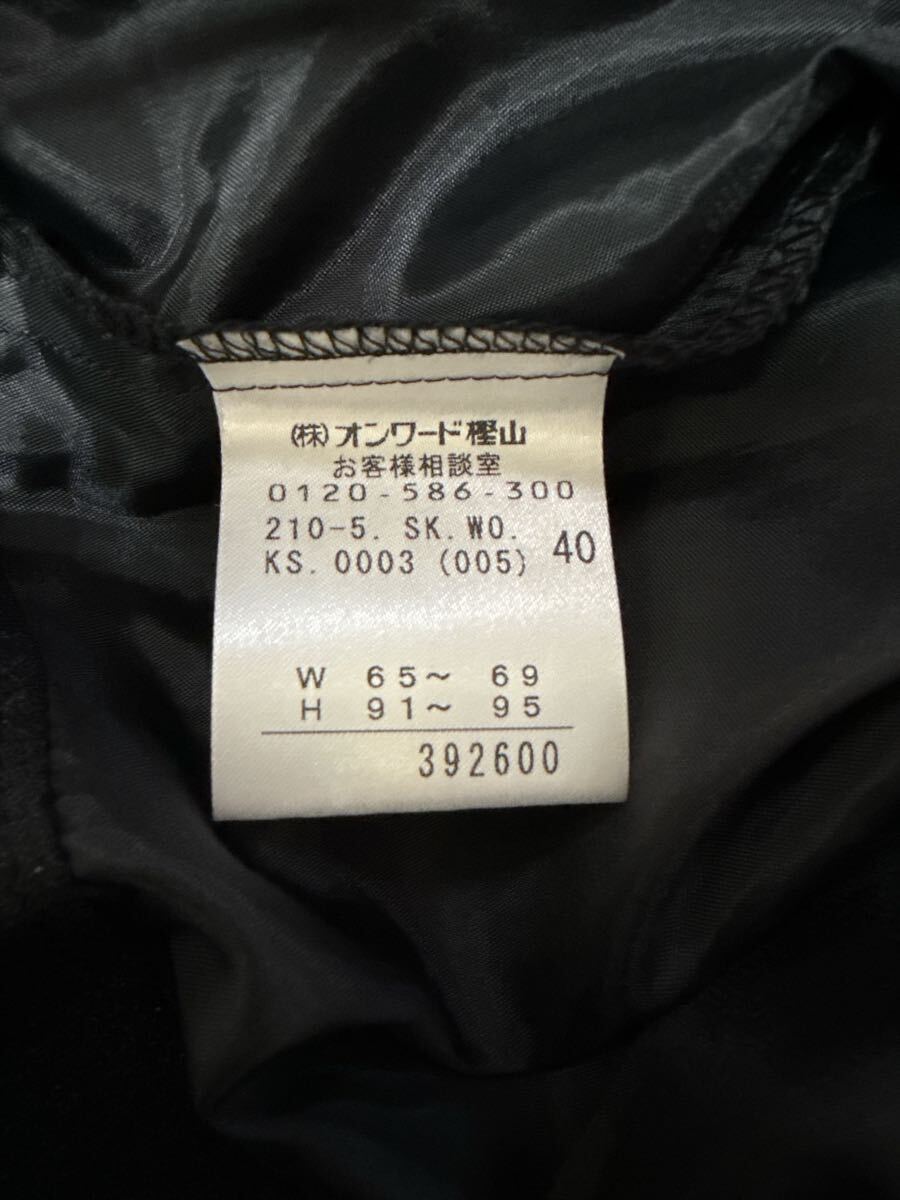 (株)オンワード樫山
お客様相談室
0120-586-300
210-5. SK. WO.
KS. 0003 (005) 40
W 65〜 69
H 91〜 95
392600